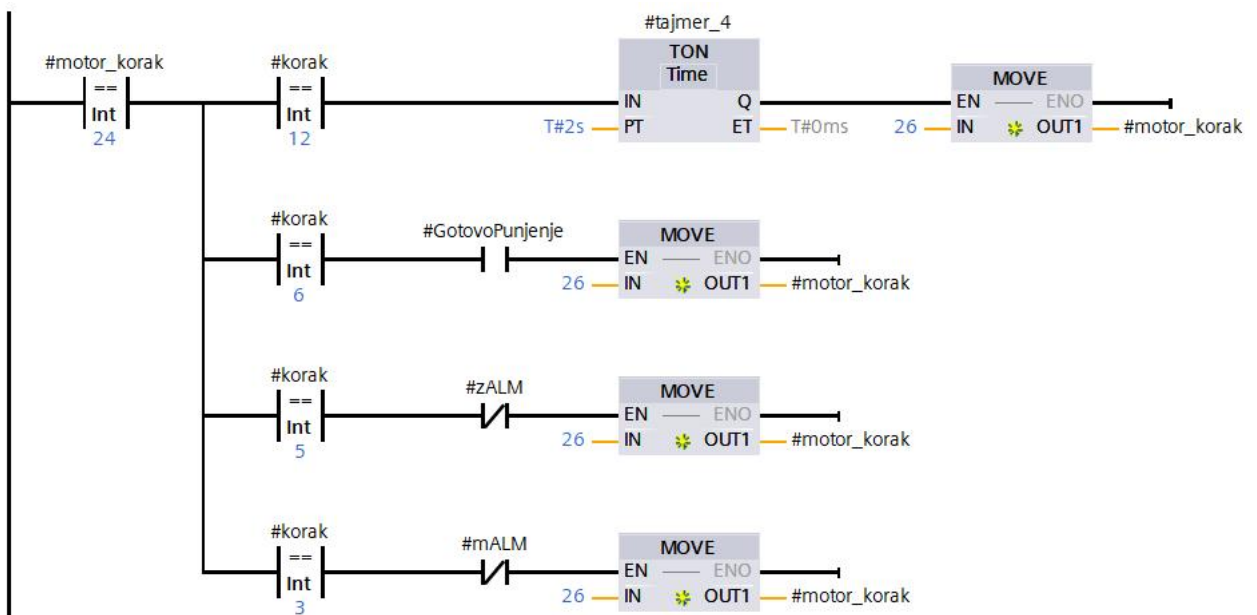 #tajmer_4
#motor_korak #korak TON
== == Time MOVE
Int Int IN Q EN ENO
24 12 T#2s PT ET T#0ms 26 IN OUT1 #motor_korak
#korak #GotovoPunjenje MOVE
== EN ENO
Int 26 IN OUT1 #motor_korak
6
#korak #zALM MOVE
== EN ENO
Int 26 IN OUT1 #motor_korak
5
#korak #mALM MOVE
== EN ENO
Int 26 IN OUT1 #motor_korak
3